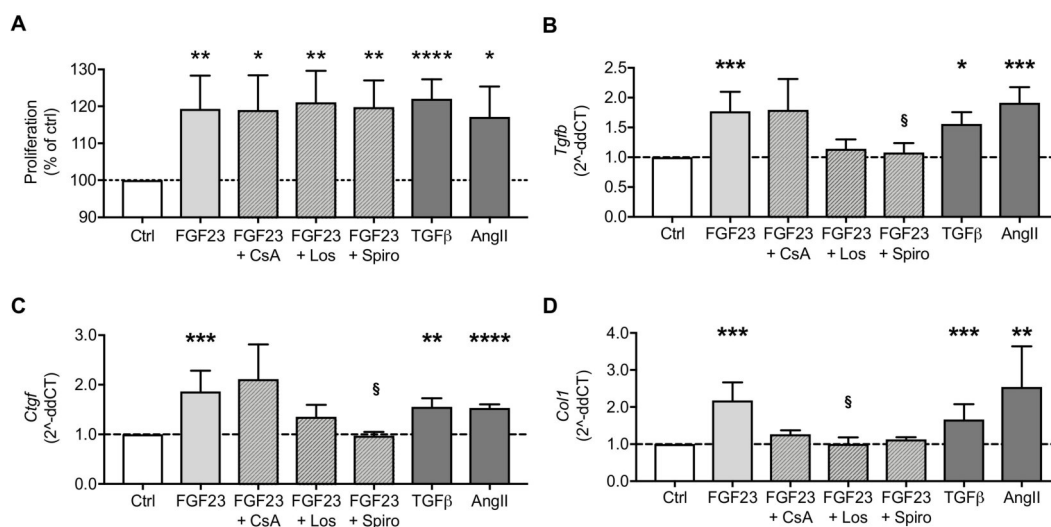 A
Proliferation
(% of ctrl)
130
120
110
100
90
** * ** ** **** *
Ctrl FGF23 FGF23 FGF23 FGF23 TGFβ AngII
+ CsA + Los + Spiro
B
Tgfb
(2^-ddCT)
2.5
2.0
1.5
1.0
0.5
0.0
*** § * ***
Ctrl FGF23 FGF23 FGF23 FGF23 TGFβ AngII
+ CsA + Los + Spiro
C
Ctgf
(2^-ddCT)
3.0
2.0
1.0
0.0
*** § ** ****
Ctrl FGF23 FGF23 FGF23 FGF23 TGFβ AngII
+ CsA + Los + Spiro
D
Col1
(2^-ddCT)
4.0
3.0
2.0
1.0
0.0
*** § *** **
Ctrl FGF23 FGF23 FGF23 FGF23 TGFβ AngII
+ CsA + Los + Spiro